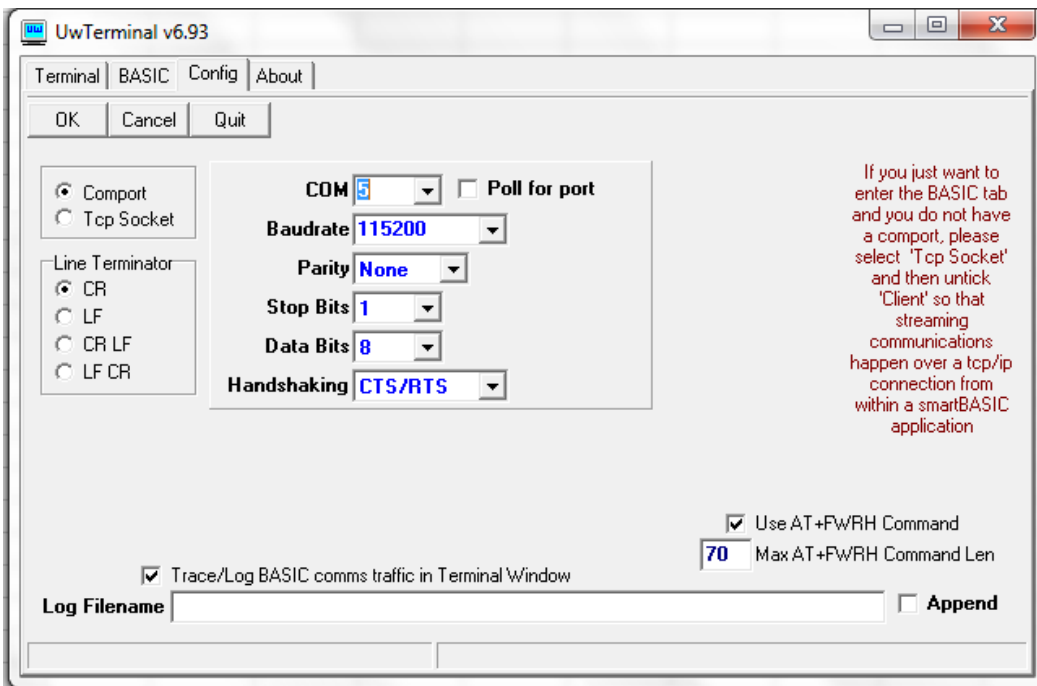 UwTerminal v6.93
Terminal
BASIC
Config
About
OK
Cancel
Quit
Comport
Tcp Socket
Line Terminator
CR
LF
CR LF
LF CR
COM 5
Poll for port
Baudrate 115200
Parity None
Stop Bits 1
Data Bits 8
Handshaking CTS/RTS
If you just want to
enter the BASIC tab
and you do not have
a comport, please
select 'Tcp Socket'
and then untick
'Client' so that
streaming
communications
happen over a tcp/ip
connection from
within a smartBASIC
application
Use AT+FWRH Command
70 Max AT+FWRH Command Len
Trace/Log BASIC comms traffic in Terminal Window
Log Filename
Append